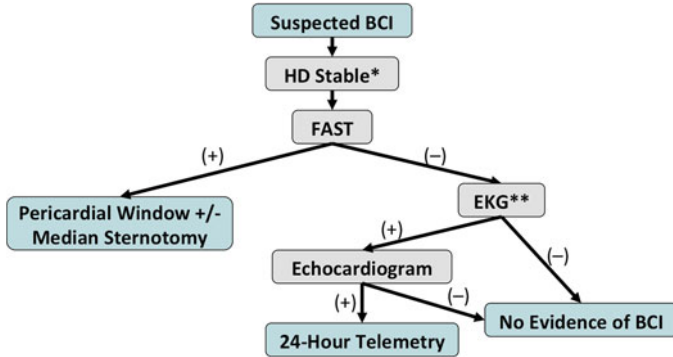 Suspected BCI
HD Stable*
FAST
(+)
(−)
Pericardial Window +/-
Median Sternotomy
EKG**
(+)
(−)
Echocardiogram
(+)
(−)
24-Hour Telemetry
No Evidence of BCI